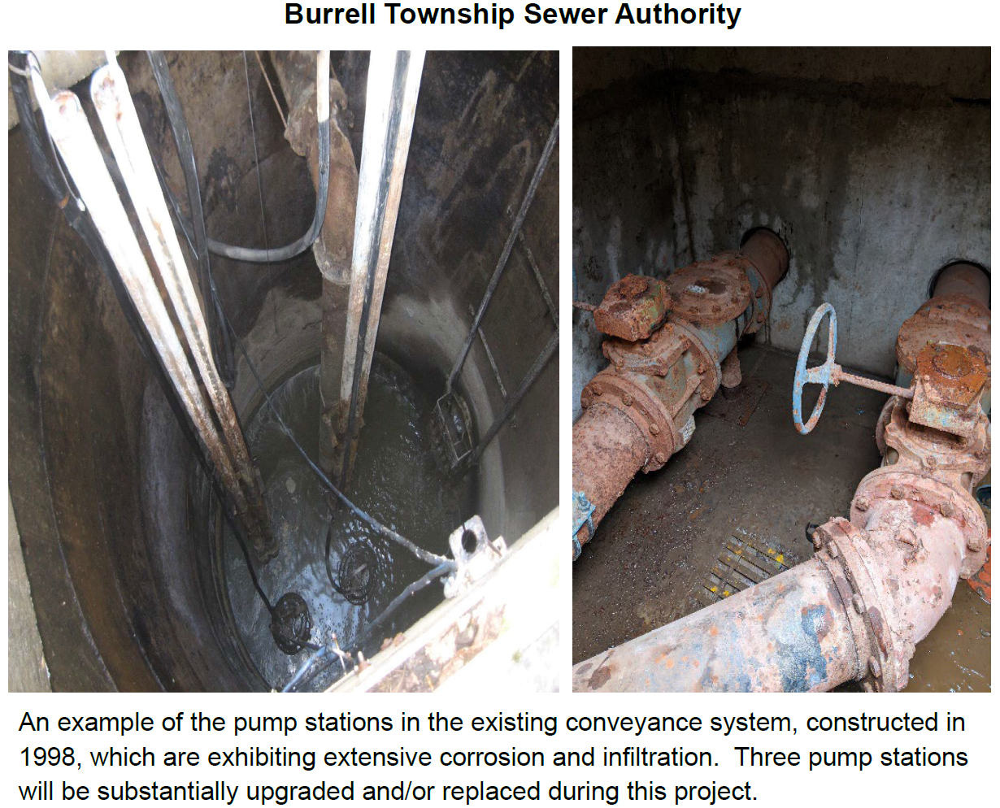 Burrell Township Sewer Authority
An example of the pump stations in the existing conveyance system, constructed in
1998, which are exhibiting extensive corrosion and infiltration.  Three pump stations
will be substantially upgraded and/or replaced during this project.